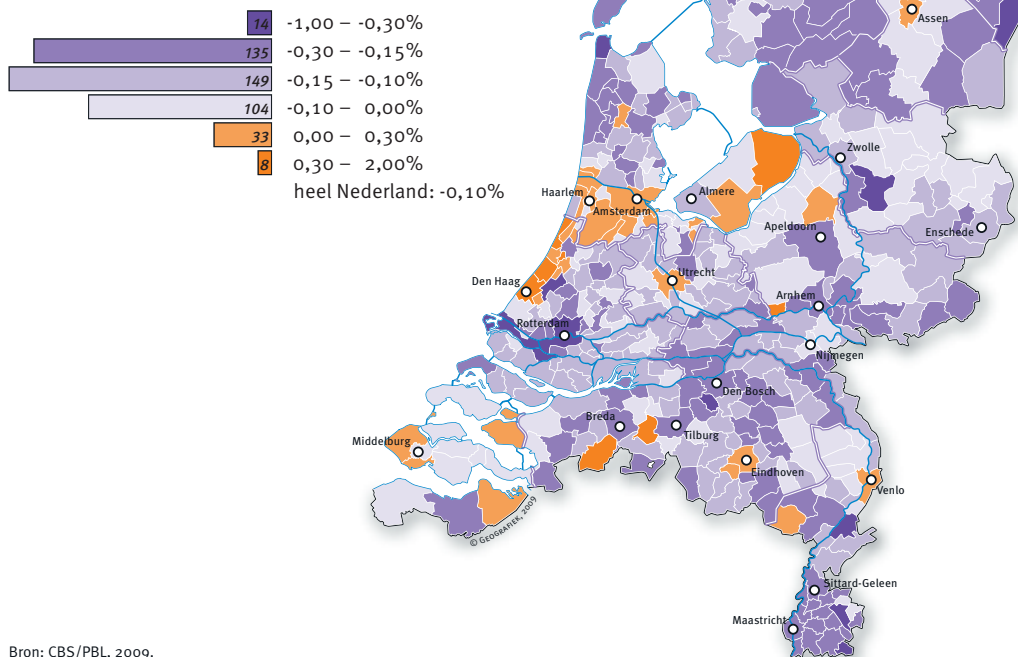 14 -1,00 – -0,30%
135 -0,30 – -0,15%
149 -0,15 – -0,10%
104 -0,10 – 0,00%
33 0,00 – 0,30%
8 0,30 – 2,00%
heel Nederland: -0,10%
Assen
Zwolle
Haarlem
Almere
Amsterdam
Apeldoorn
Enschede
Utrecht
Den Haag
Arnhem
Rotterdam
Nijmegen
Den Bosch
Breda
Tilburg
Middelburg
Eindhoven
Venlo
© Geografiek, 2009
Sittard-Geleen
Maastricht
Bron: CBS/PBL, 2009.